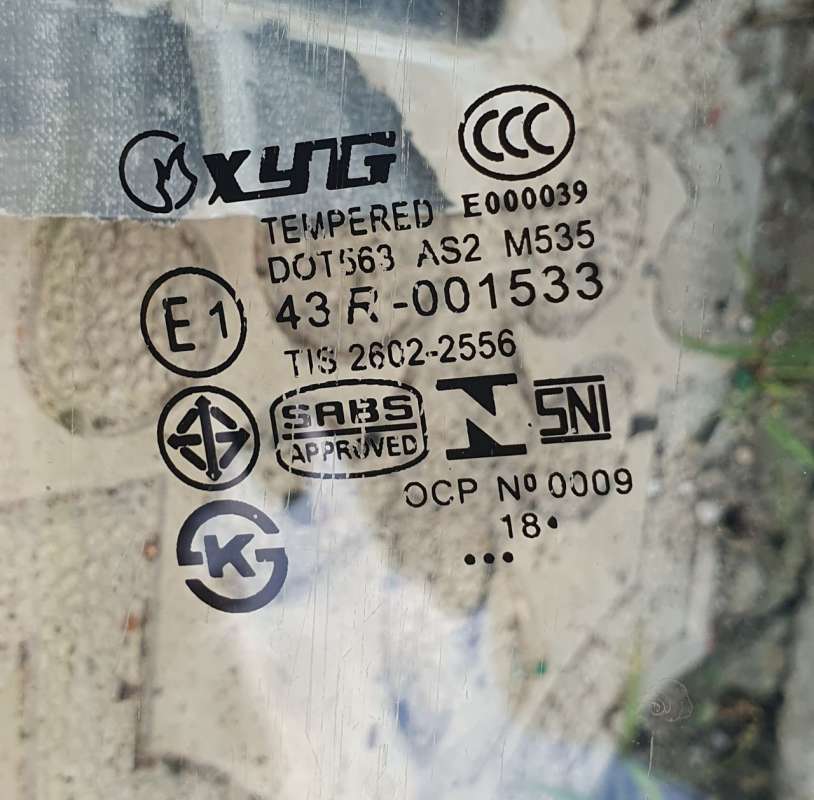 XYG
CCC
TEMPERED E000039
DOT563 AS2 M535
E1 43R-001533
TIS 2602-2556
SABS
APPROVED
SNI
OCP Nº 0009
18
K